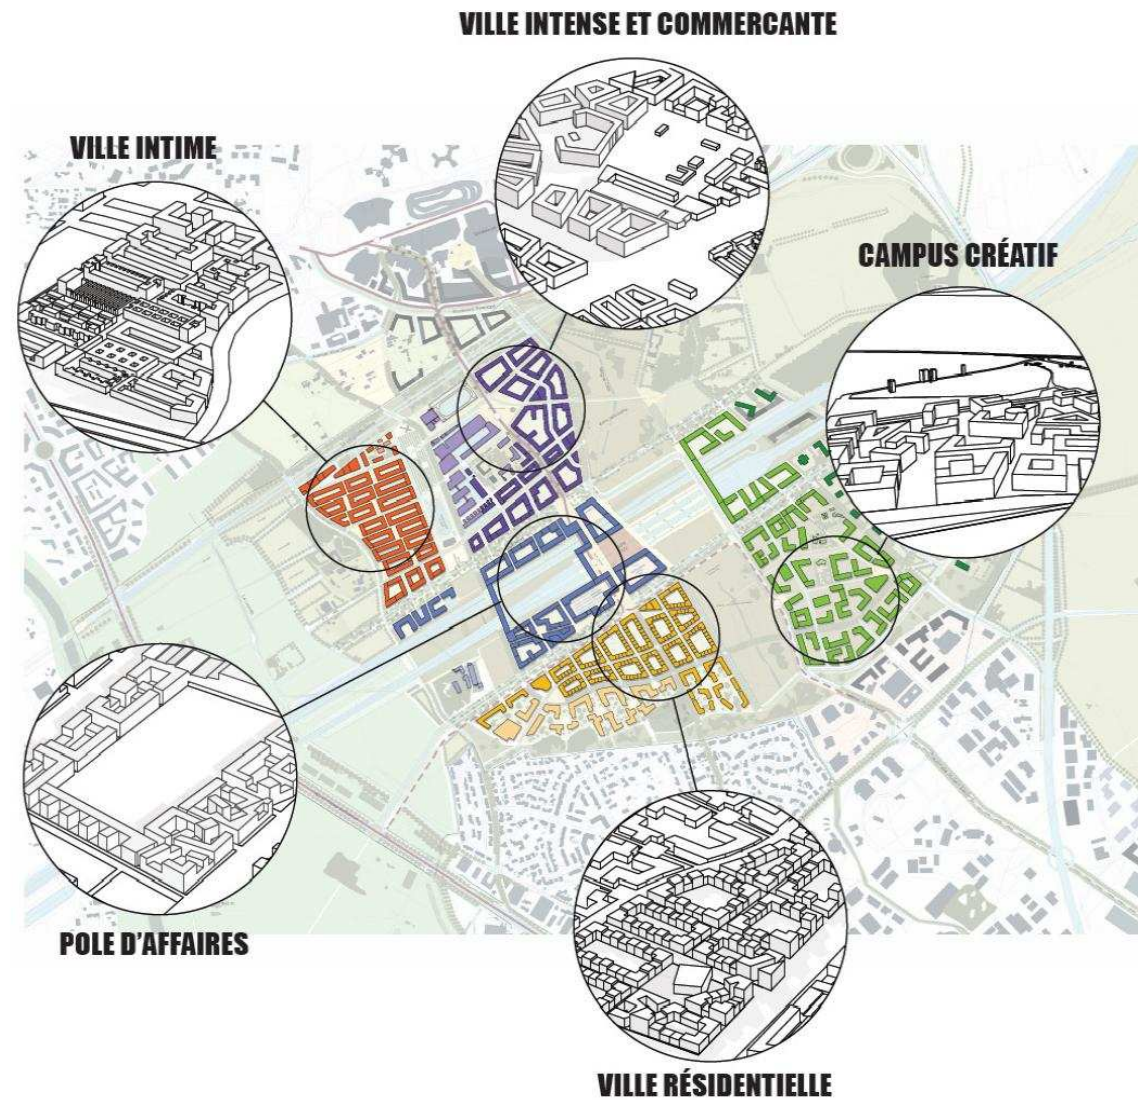 VILLE INTENSE ET COMMERCANTE
VILLE INTIME
CAMPUS CRÉATIF
POLE D'AFFAIRES
VILLE RÉSIDENTIELLE